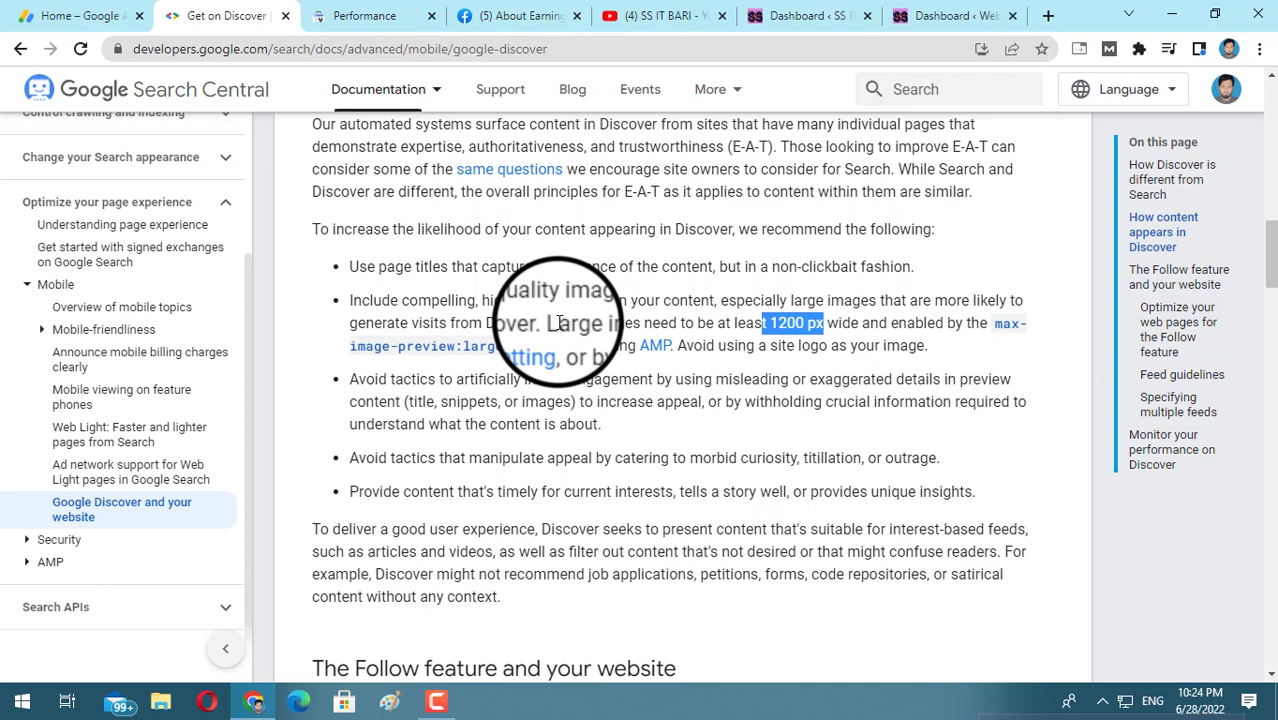 Home – Google A
Get on Discover
Performance
(5) About Earning
(4) SS IT BARI - Yo
Dashboard ‹ SS I
Dashboard ‹ Web
developers.google.com/search/docs/advanced/mobile/google-discover
Google Search Central
Documentation
Support
Blog
Events
More
Search
Language
Control crawling and indexing
Change your Search appearance
Optimize your page experience
Understanding page experience
Get started with signed exchanges
on Google Search
Mobile
Overview of mobile topics
Mobile-friendliness
Announce mobile billing charges
clearly
Mobile viewing on feature
phones
Web Light: Faster and lighter
pages from Search
Ad network support for Web
Light pages in Google Search
Google Discover and your
website
Security
AMP
Search APIs
Our automated systems surface content in Discover from sites that have many individual pages that
demonstrate expertise, authoritativeness, and trustworthiness (E-A-T). Those looking to improve E-A-T can
consider some of the same questions we encourage site owners to consider for Search. While Search and
Discover are different, the overall principles for E-A-T as it applies to content within them are similar.
To increase the likelihood of your content appearing in Discover, we recommend the following:
• Use page titles that captur nce of the content, but in a non-clickbait fashion.
• Include compelling, hi uality imag n your content, especially large images that are more likely to
generate visits from D over. Large i es need to be at least 1200 px wide and enabled by the max-
image-preview:larg etting, or b ng AMP. Avoid using a site logo as your image.
• Avoid tactics to artificially in gagement by using misleading or exaggerated details in preview
content (title, snippets, or images) to increase appeal, or by withholding crucial information required to
understand what the content is about.
• Avoid tactics that manipulate appeal by catering to morbid curiosity, titillation, or outrage.
• Provide content that's timely for current interests, tells a story well, or provides unique insights.
To deliver a good user experience, Discover seeks to present content that's suitable for interest-based feeds,
such as articles and videos, as well as filter out content that's not desired or that might confuse readers. For
example, Discover might not recommend job applications, petitions, forms, code repositories, or satirical
content without any context.
The Follow feature and your website
On this page
How Discover is
different from
Search
How content
appears in
Discover
The Follow feature
and your website
Optimize your
web pages for
the Follow
feature
Feed guidelines
Specifying
multiple feeds
Monitor your
performance on
Discover
99+
ENG
10:24 PM
6/28/2022